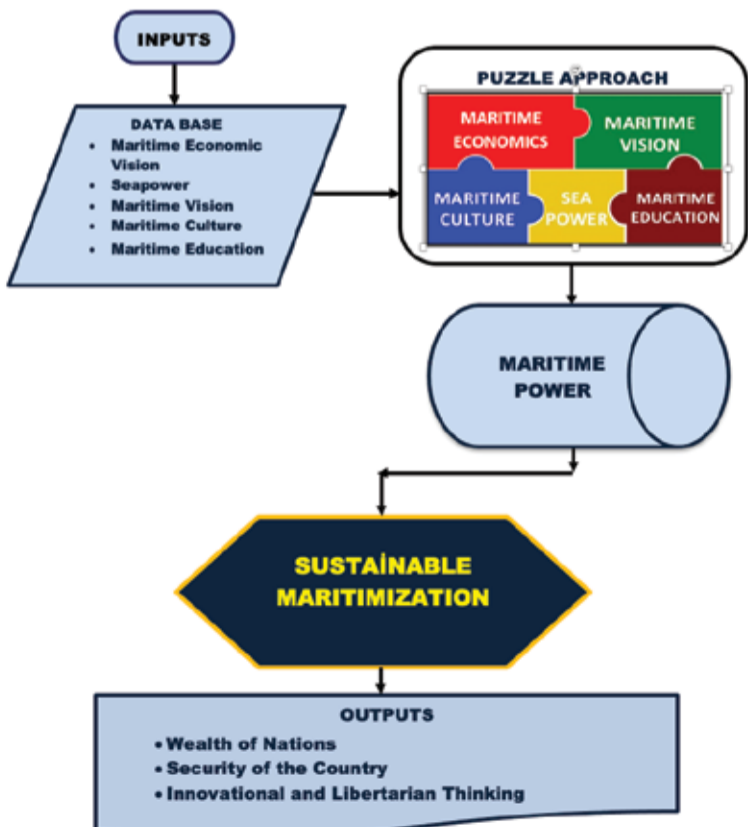 INPUTS
DATA BASE
• Maritime Economic
Vision
• Seapower
• Maritime Vision
• Maritime Culture
• Maritime Education
PUZZLE APPROACH
MARITIME
ECONOMICS
MARITIME
VISION
MARITIME
CULTURE
SEA
POWER
MARITIME
EDUCATION
MARITIME
POWER
SUSTAİNABLE
MARITIMIZATION
OUTPUTS
• Wealth of Nations
• Security of the Country
• Innovational and Libertarian Thinking